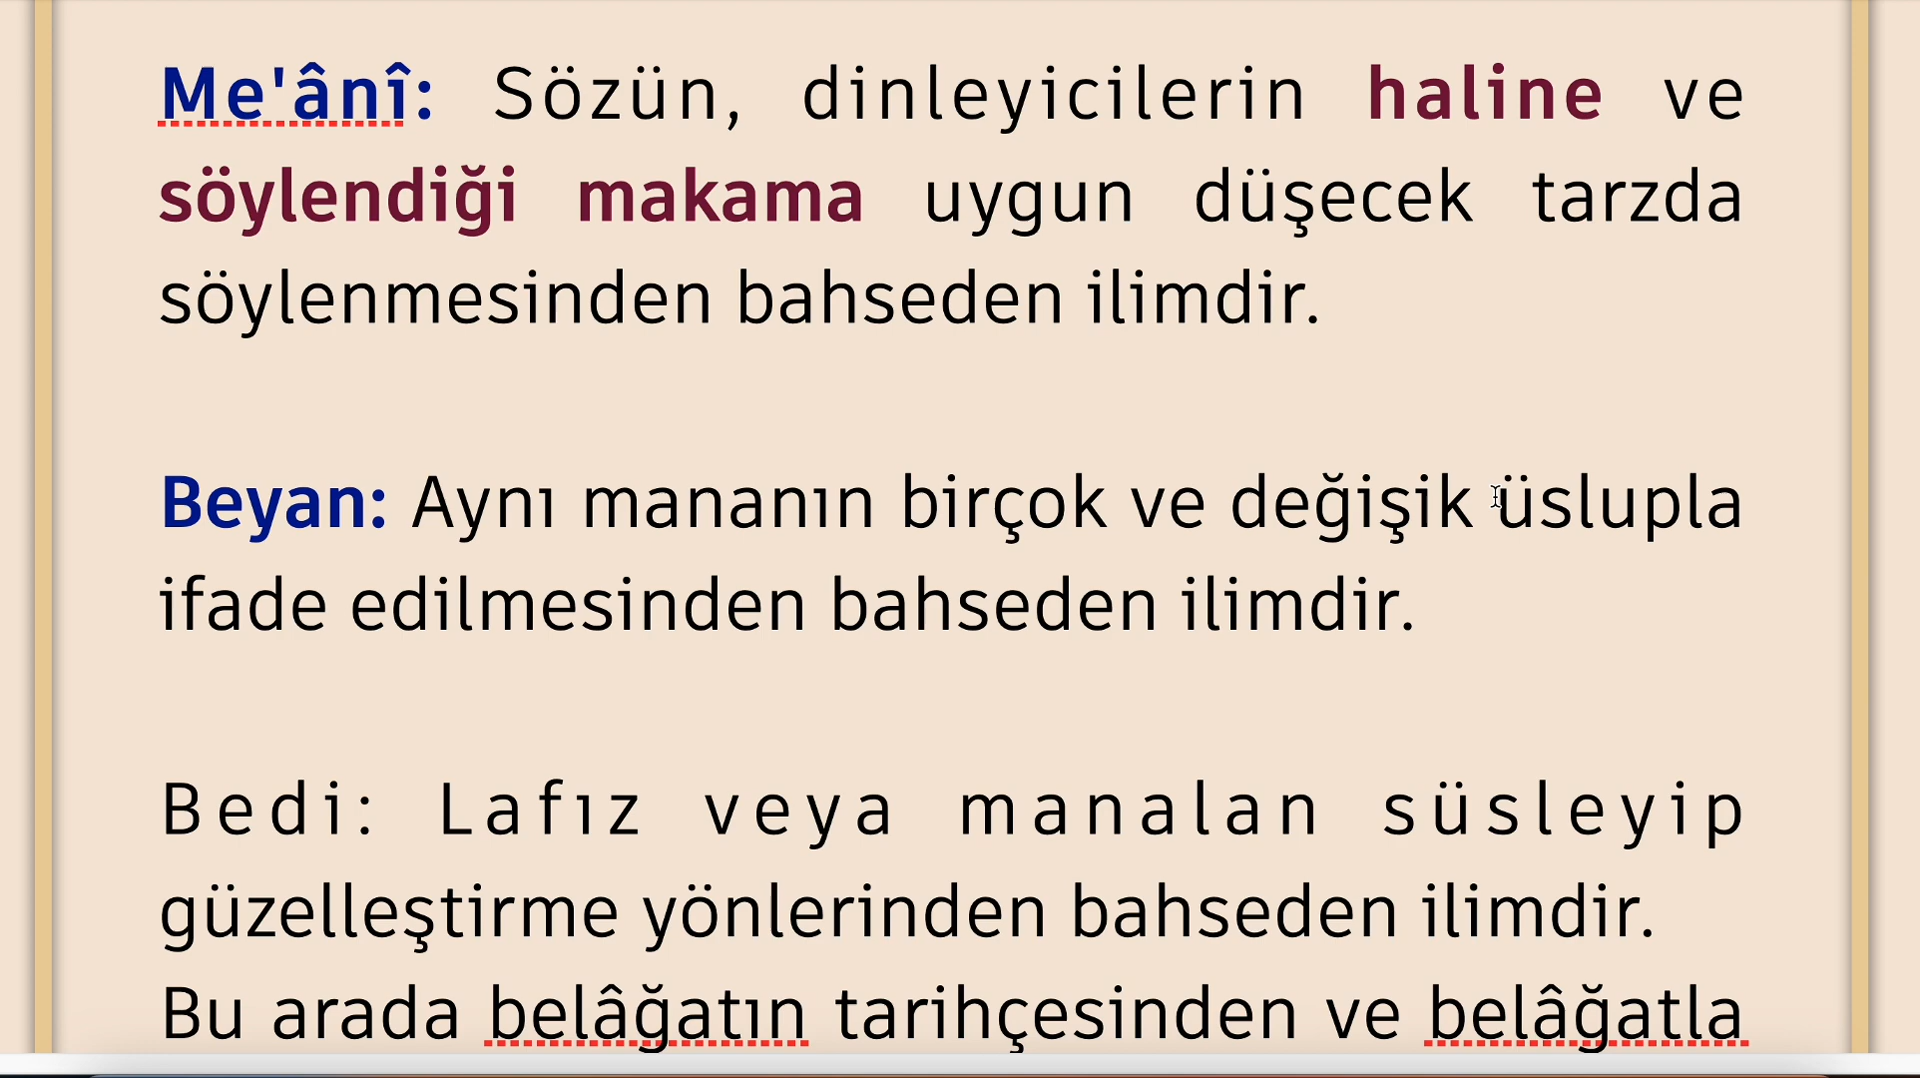 Me'ânî: Sözün, dinleyicilerin haline ve
söylendiği makama uygun düşecek tarzda
söylenmesinden bahseden ilimdir.
Beyan: Aynı mananın birçok ve değişik üslupla
ifade edilmesinden bahseden ilimdir.
Bedi: Lafız veya manalan süsleyip
güzelleştirme yönlerinden bahseden ilimdir.
Bu arada belâğatın tarihçesinden ve belâğatla